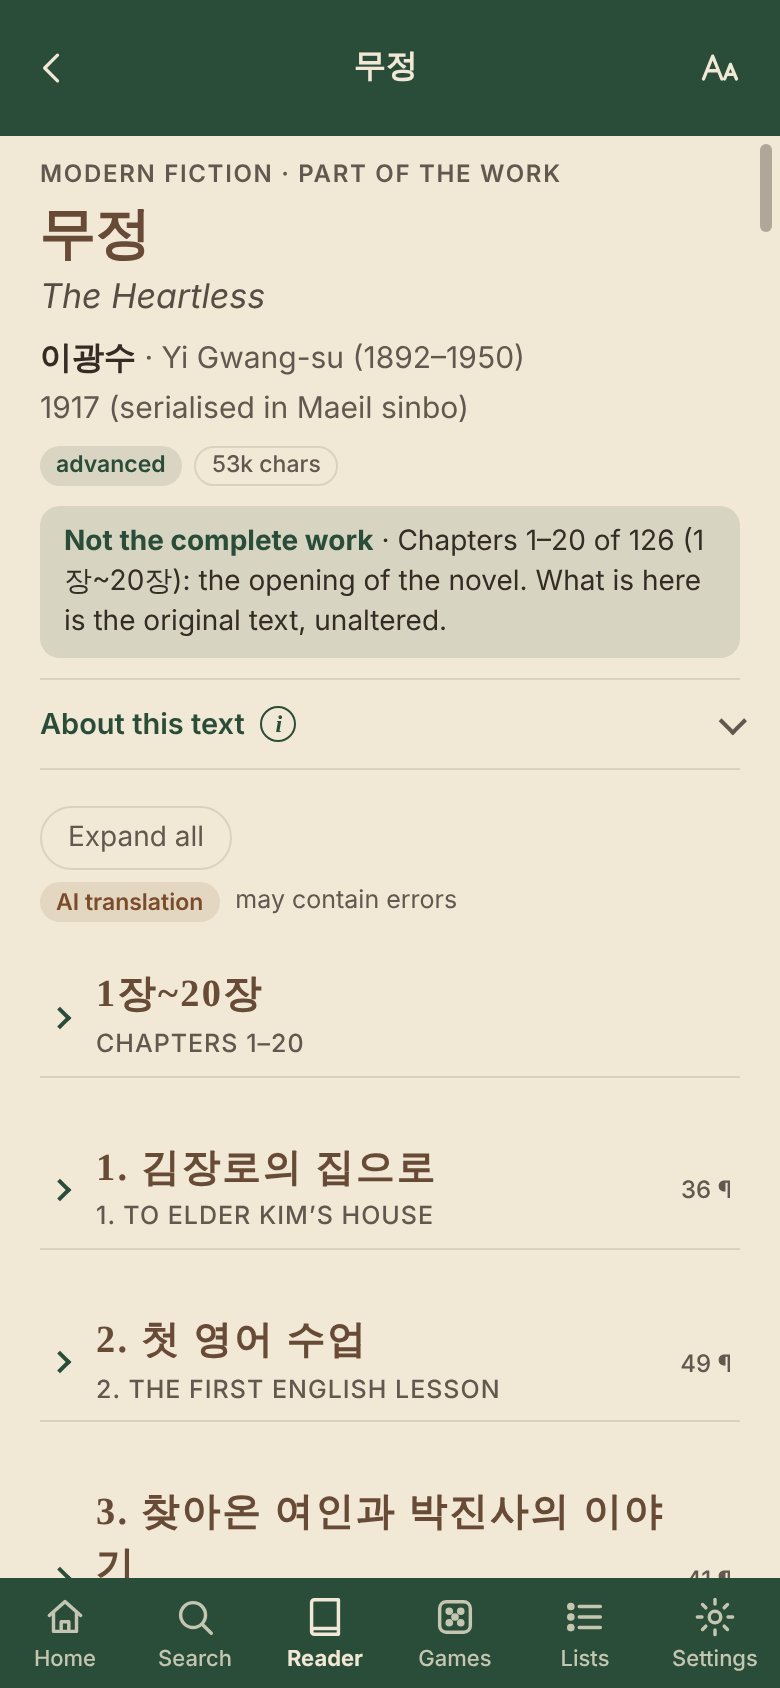 무정
AA
MODERN FICTION · PART OF THE WORK
무정
The Heartless
이광수 · Yi Gwang-su (1892–1950)
1917 (serialised in Maeil sinbo)
advanced 53k chars
Not the complete work · Chapters 1–20 of 126 (1
장~20장): the opening of the novel. What is here
is the original text, unaltered.
About this text i
Expand all
AI translation may contain errors
1장~20장
CHAPTERS 1–20
1. 김장로의 집으로
36 ¶
1. TO ELDER KIM’S HOUSE
2. 첫 영어 수업
49 ¶
2. THE FIRST ENGLISH LESSON
3. 찾아온 여인과 박진사의 이야
기
41 ¶
Home Search Reader Games Lists Settings